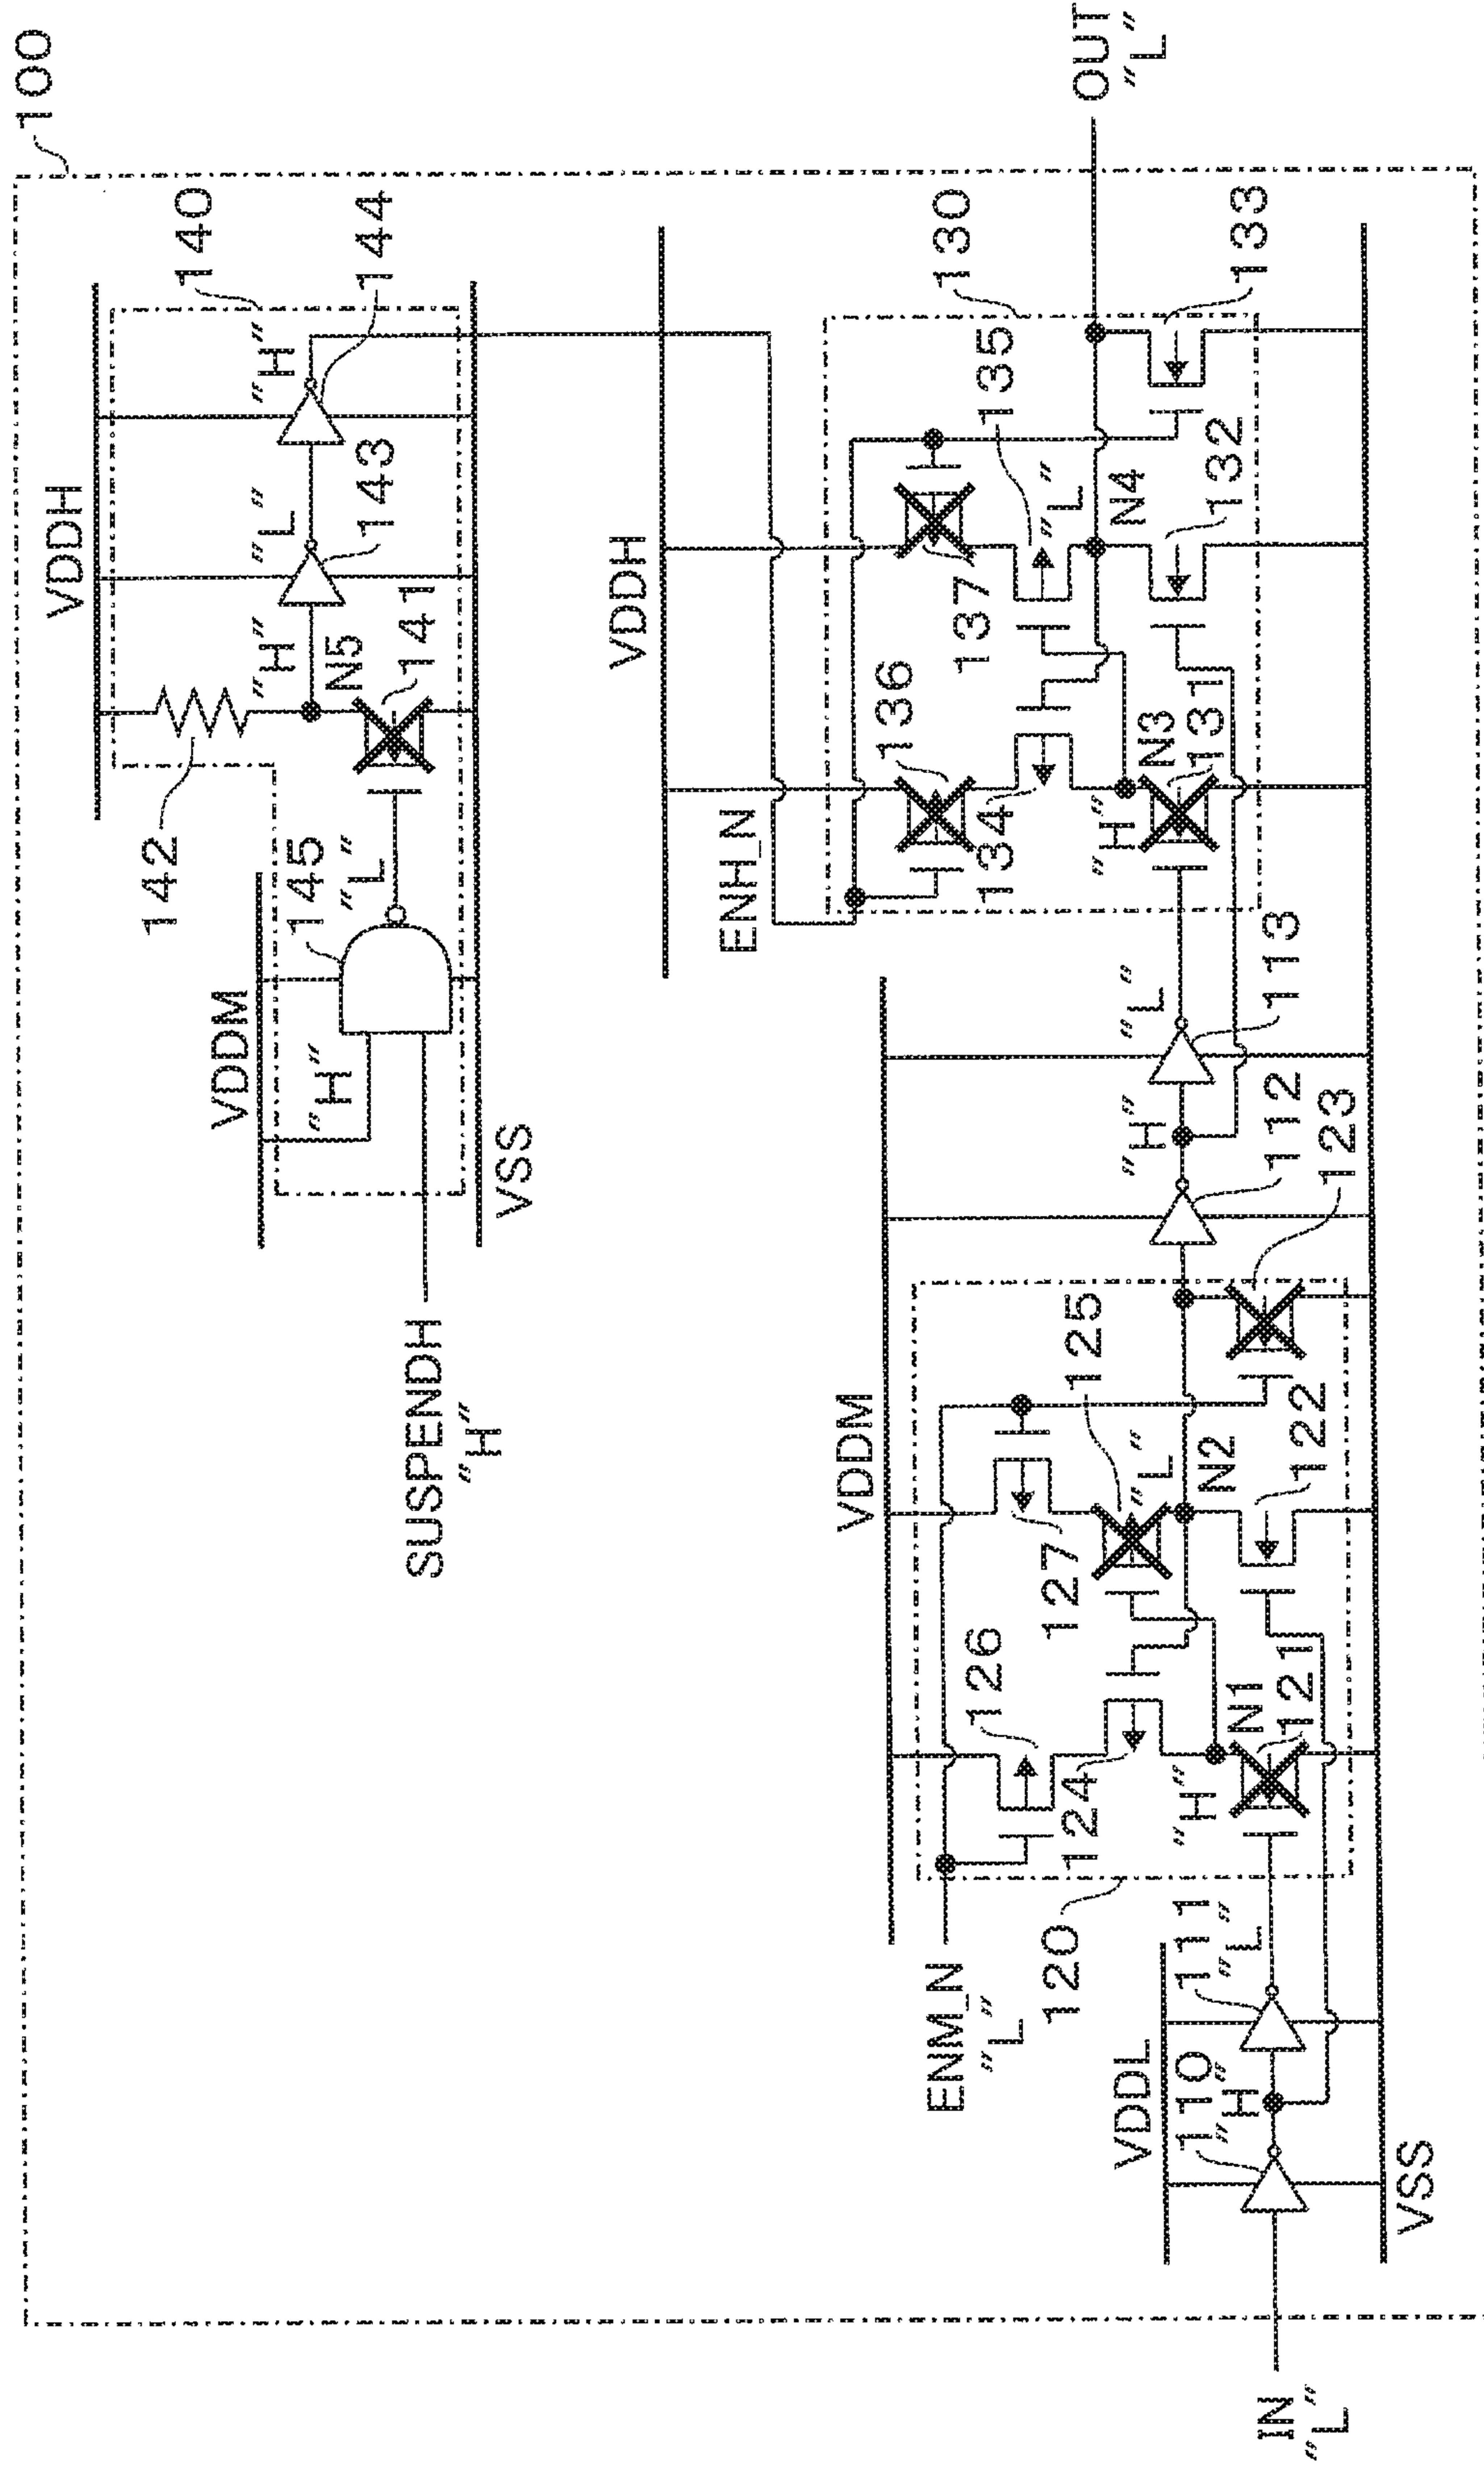 100
VDDH
140
142
"H"
"L"
"H"
144
N5
143
141
VDDM
145
"H"
"L"
SUSPENDH
"H"
VSS
VDDH
ENH_N
130
136
137
135
134
"L"
N4
"H"
N3
131
132
133
OUT
"L"
VDDM
ENM_N
"L"
120
126
127
125
124
"L"
N2
"H"
N1
121
122
123
"H"
"L"
112
113
VDDL
110
111
"H"
"L"
IN
"L"
VSS